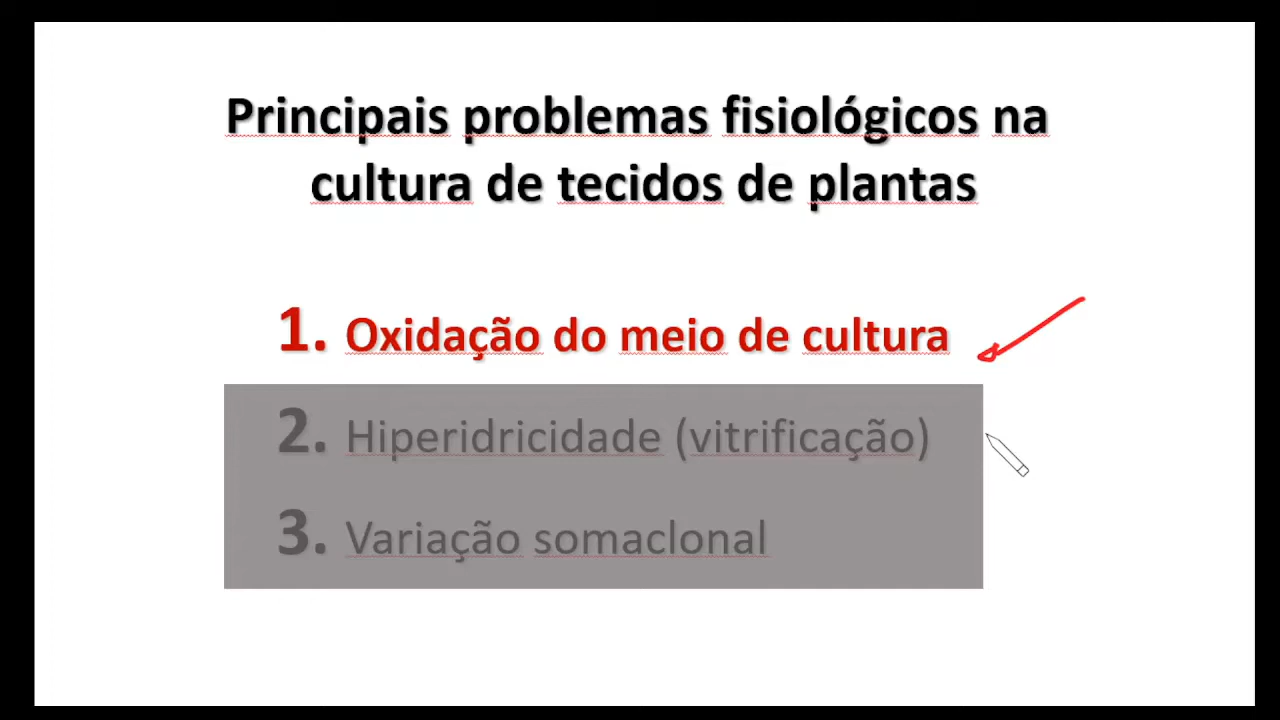 Principais problemas fisiológicos na
cultura de tecidos de plantas
1. Oxidação do meio de cultura
2. Hiperidricidade (vitrificação)
3. Variação somaclonal